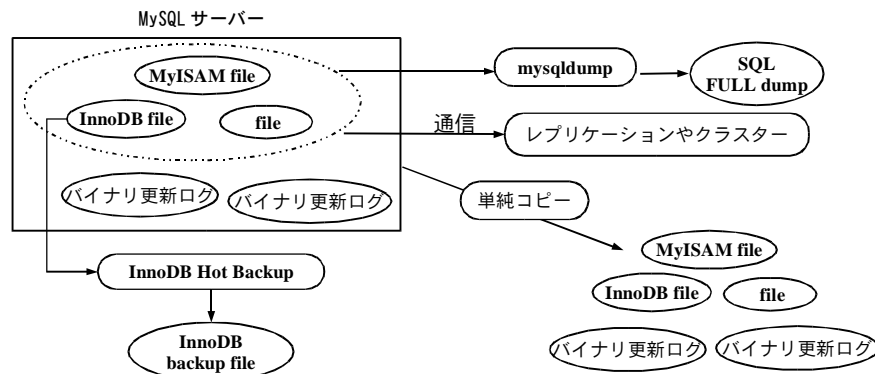 MySQL サーバー
MyISAM file
InnoDB file
file
バイナリ更新ログ
バイナリ更新ログ
mysqldump
SQL
FULL dump
通信
レプリケーションやクラスター
単純コピー
InnoDB Hot Backup
InnoDB
backup file
MyISAM file
InnoDB file
file
バイナリ更新ログ
バイナリ更新ログ